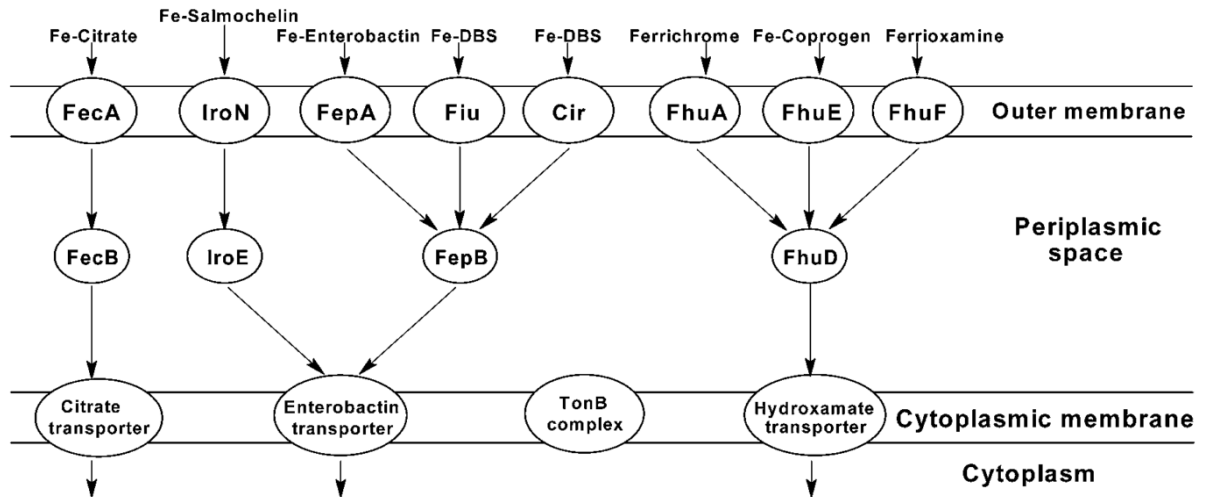 Fe-Salmochelin
Fe-Citrate
Fe-Enterobactin
Fe-DBS
Fe-DBS
Ferrichrome
Fe-Coprogen
Ferrioxamine
FecA
IroN
FepA
Fiu
Cir
FhuA
FhuE
FhuF
Outer membrane
FecB
IroE
FepB
FhuD
Periplasmic
space
Citrate
transporter
Enterobactin
transporter
TonB
complex
Hydroxamate
transporter
Cytoplasmic membrane
Cytoplasm